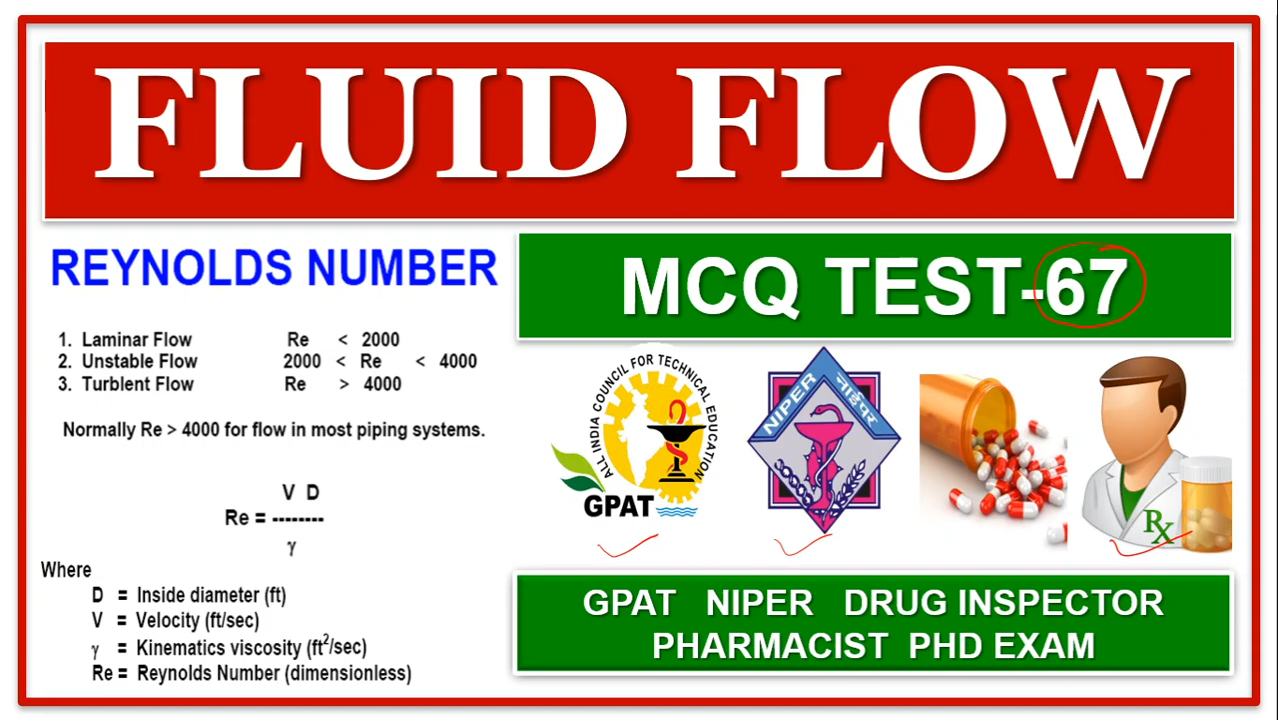 FLUID FLOW
REYNOLDS NUMBER
1. Laminar Flow Re < 2000
2. Unstable Flow 2000 < Re < 4000
3. Turblent Flow Re > 4000
Normally Re > 4000 for flow in most piping systems.
V D
Re = --------
γ
Where
D = Inside diameter (ft)
V = Velocity (ft/sec)
γ = Kinematics viscosity (ft²/sec)
Re = Reynolds Number (dimensionless)
MCQ TEST-67
ALL INDIA COUNCIL FOR TECHNICAL EDUCATION
GPAT
NIPER
नाईपर
Rx
GPAT NIPER DRUG INSPECTOR
PHARMACIST PHD EXAM